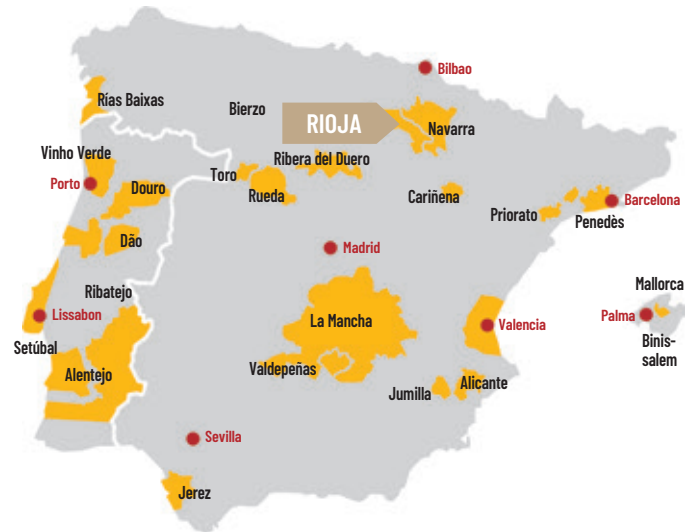 Bilbao
Rías Baixas
Bierzo
RIOJA
Navarra
Vinho Verde
Ribera del Duero
Toro
Porto
Douro
Rueda
Cariñena
Barcelona
Priorato
Penedès
Dão
Madrid
Ribatejo
Mallorca
Lissabon
La Mancha
Valencia
Palma
Setúbal
Binis-
salem
Valdepeñas
Alentejo
Jumilla
Alicante
Sevilla
Jerez